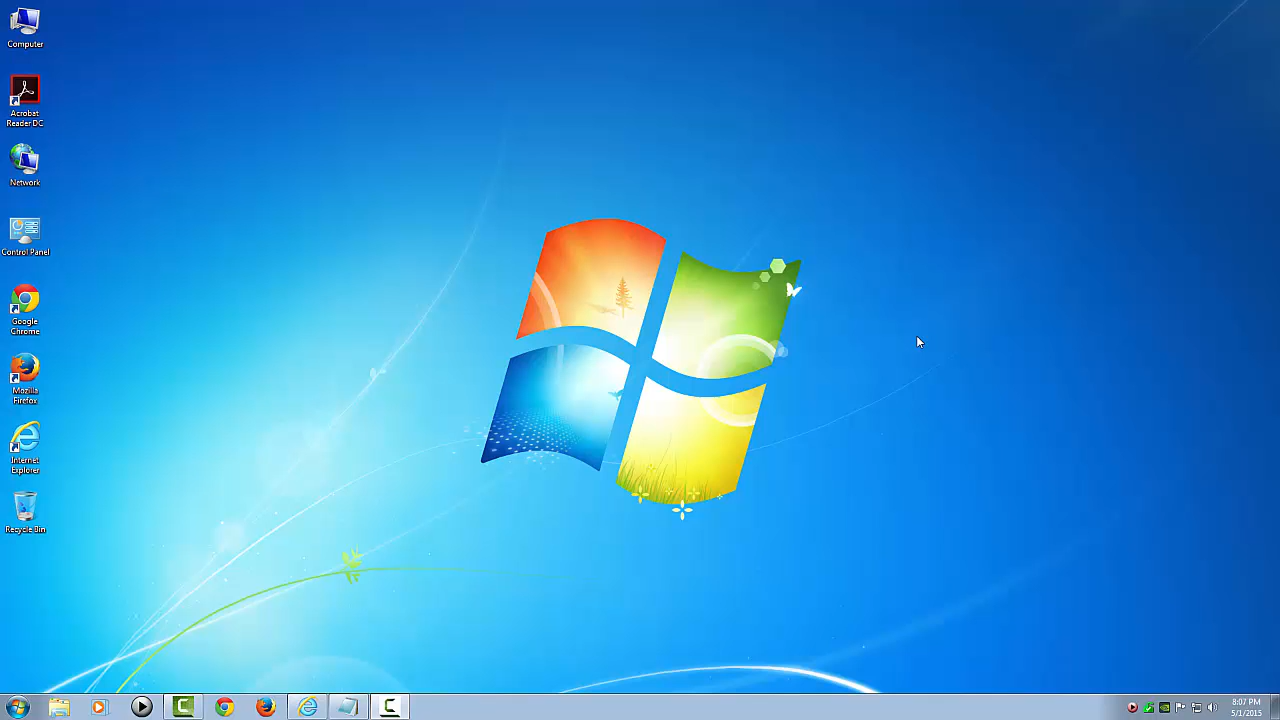 Computer
Acrobat
Reader DC
Network
Control Panel
Google
Chrome
Mozilla
Firefox
Internet
Explorer
Recycle Bin
8:07 PM
5/1/2015